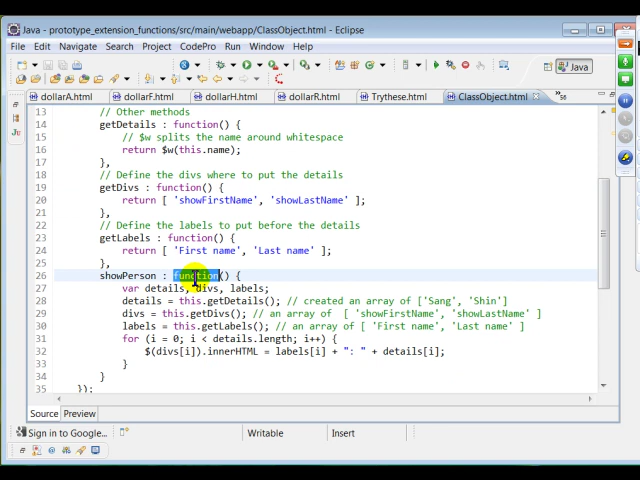 Java - prototype_extension_functions/src/main/webapp/ClassObject.html - Eclipse
File Edit Navigate Search Project CodePro Run Window Help
Java
dollarA.html dollarF.html dollarH.html dollarR.html Trythese.html ClassObject.html »56
13 // Other methods
14 getDetails : function() {
15 // $w splits the name around whitespace
16 return $w(this.name);
17 },
18 // Define the divs where to put the details
19 getDivs : function() {
20 return [ 'showFirstName', 'showLastName' ];
21 },
22 // Define the labels to put before the details
23 getLabels : function() {
24 return [ 'First name', 'Last name' ];
25 },
26 showPerson : function() {
27 var details, divs, labels;
28 details = this.getDetails(); // created an array of ['Sang', 'Shin']
29 divs = this.getDivs(); // an array of [ 'showFirstName', 'showLastName' ]
30 labels = this.getLabels(); // an array of [ 'First name', 'Last name' ]
31 for (i = 0; i < details.length; i++) {
32 $(divs[i]).innerHTML = labels[i] + ": " + details[i];
33 }
34 }
35 });
Source Preview
Sign in to Google... Writable Insert